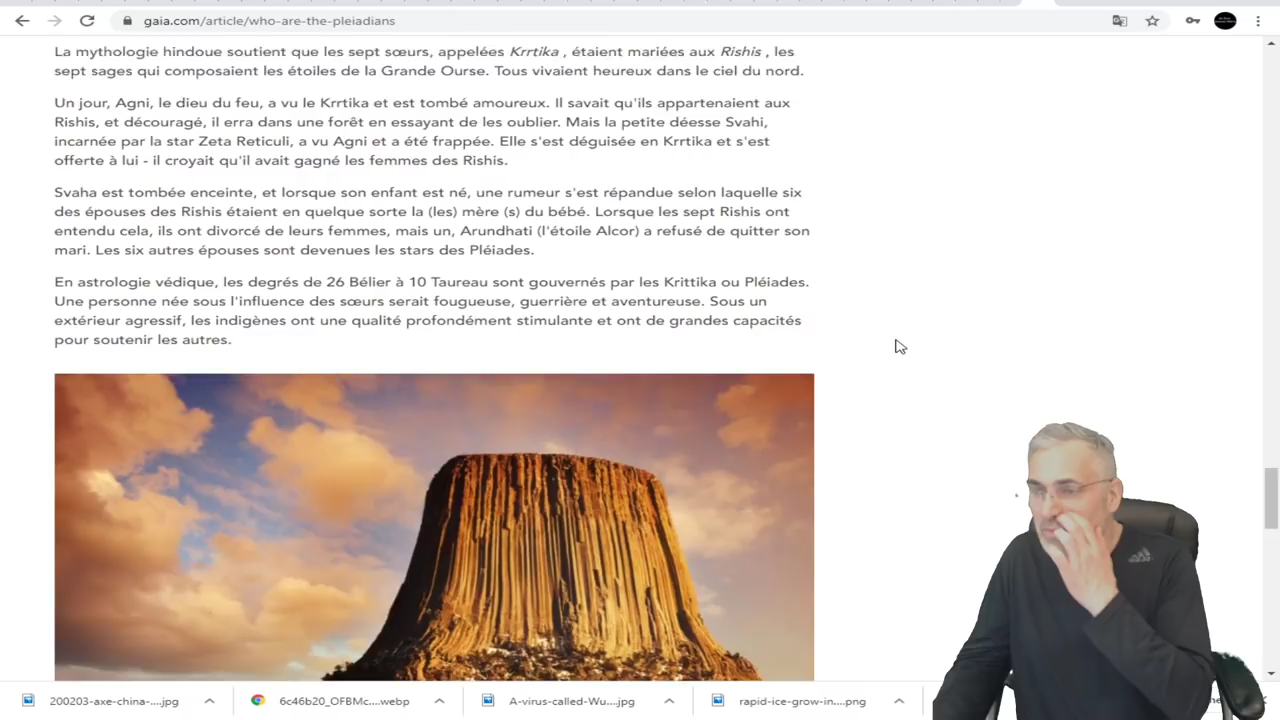 gaia.com/article/who-are-the-pleiadians
La mythologie hindoue soutient que les sept sœurs, appelées Krrtika , étaient mariées aux Rishis , les
sept sages qui composaient les étoiles de la Grande Ourse. Tous vivaient heureux dans le ciel du nord.
Un jour, Agni, le dieu du feu, a vu le Krrtika et est tombé amoureux. Il savait qu'ils appartenaient aux
Rishis, et découragé, il erra dans une forêt en essayant de les oublier. Mais la petite déesse Svahi,
incarnée par la star Zeta Reticuli, a vu Agni et a été frappée. Elle s'est déguisée en Krrtika et s'est
offerte à lui - il croyait qu'il avait gagné les femmes des Rishis.
Svaha est tombée enceinte, et lorsque son enfant est né, une rumeur s'est répandue selon laquelle six
des épouses des Rishis étaient en quelque sorte la (les) mère (s) du bébé. Lorsque les sept Rishis ont
entendu cela, ils ont divorcé de leurs femmes, mais un, Arundhati (l'étoile Alcor) a refusé de quitter son
mari. Les six autres épouses sont devenues les stars des Pléiades.
En astrologie védique, les degrés de 26 Bélier à 10 Taureau sont gouvernés par les Krittika ou Pléiades.
Une personne née sous l'influence des sœurs serait fougueuse, guerrière et aventureuse. Sous un
extérieur agressif, les indigènes ont une qualité profondément stimulante et ont de grandes capacités
pour soutenir les autres.
200203-axe-china-....jpg
6c46b20_OFBMc....webp
A-virus-called-Wu....jpg
rapid-ice-grow-in....png